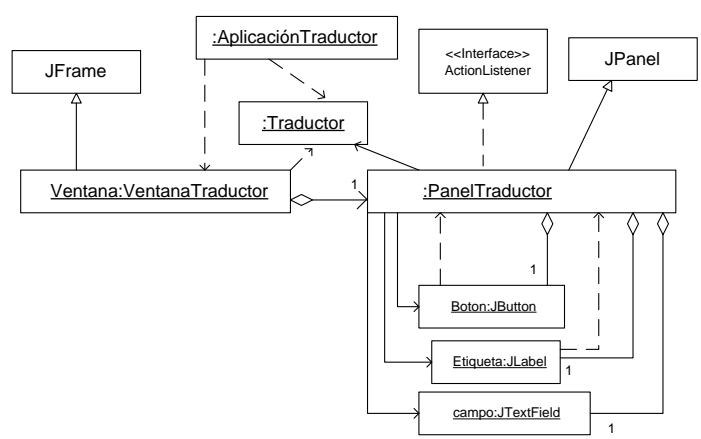 :AplicaciónTraductor
JFrame
<<Interface>>
ActionListener
JPanel
:Traductor
Ventana:VentanaTraductor
1
:PanelTraductor
1
Boton:JButton
Etiqueta:JLabel
1
campo:JTextField
1